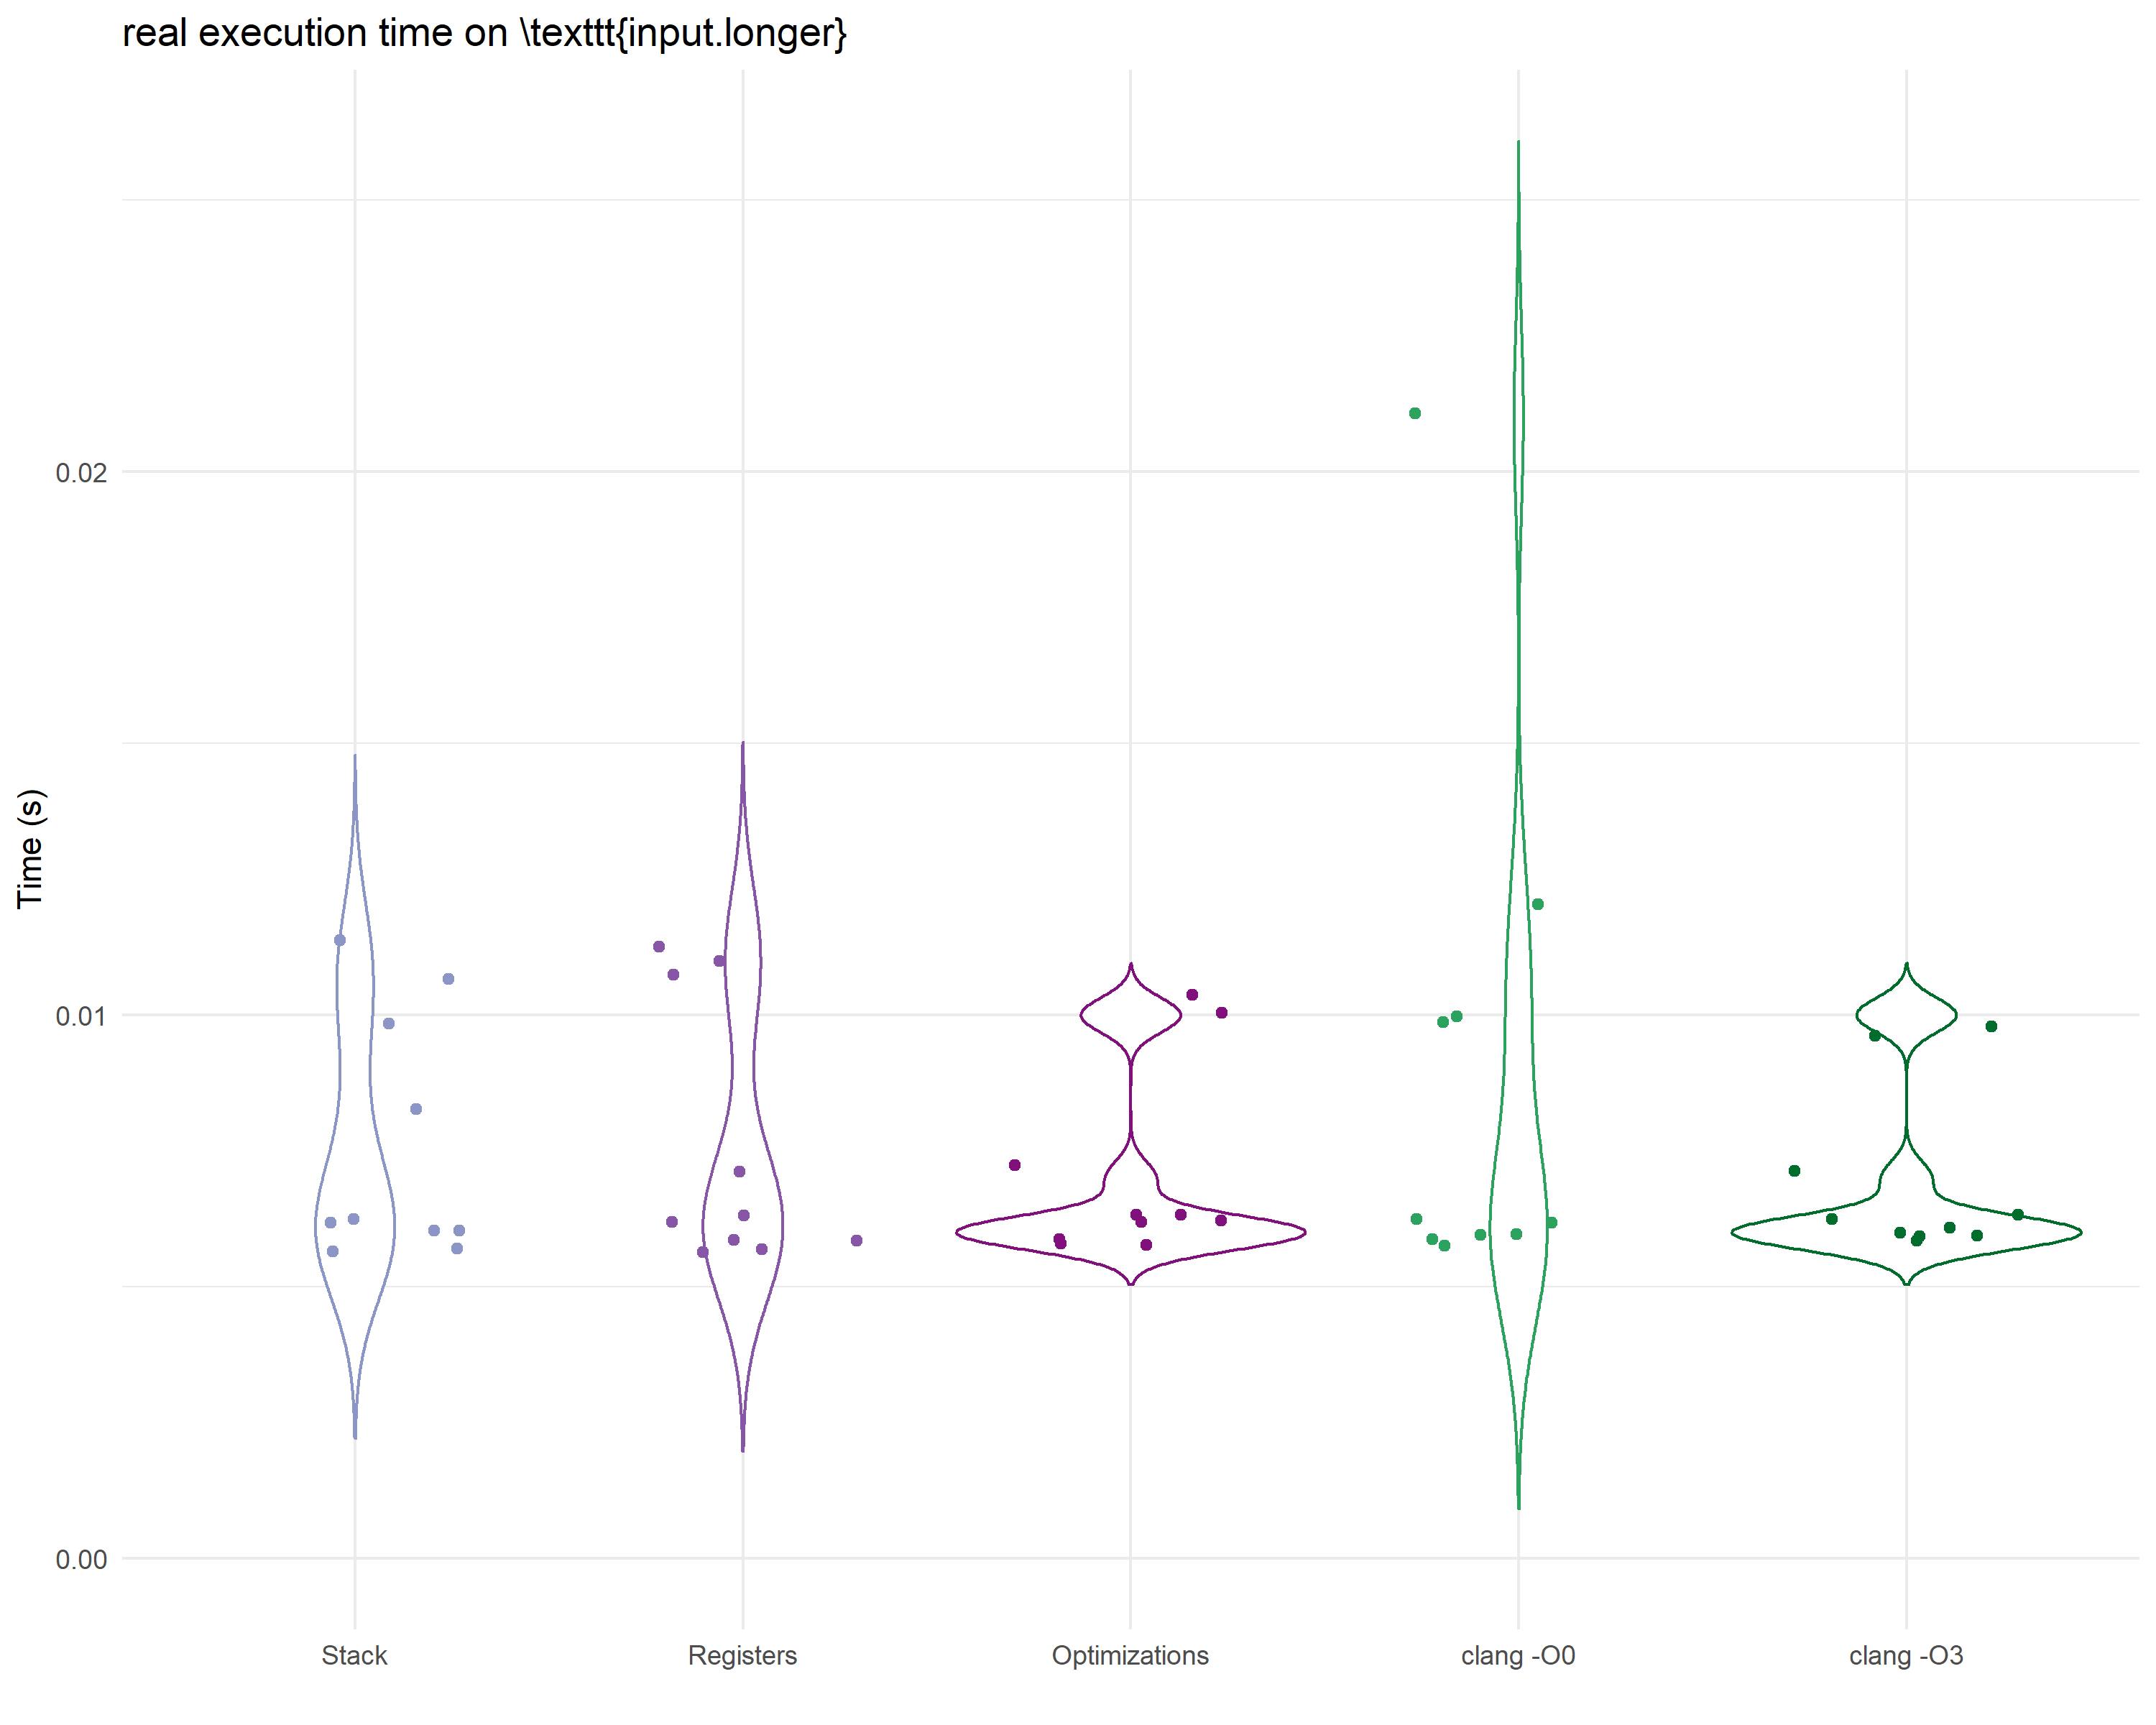 real execution time on \texttt{input.longer}
Time (s)
0.02
0.01
0.00
Stack
Registers
Optimizations
clang -O0
clang -O3